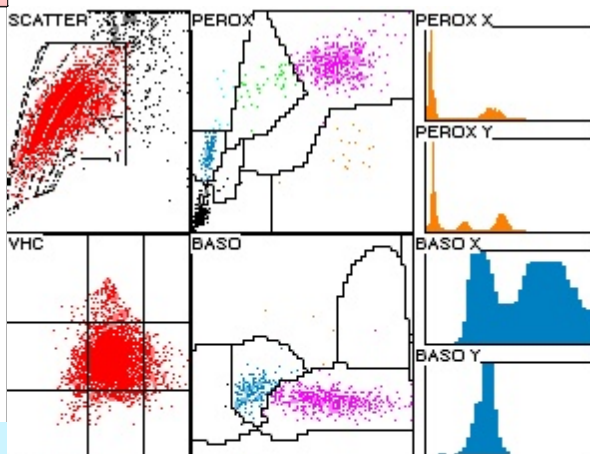 SCATTER
PEROX
PEROX X
PEROX Y
VHC
BASO
BASO X
BASO Y